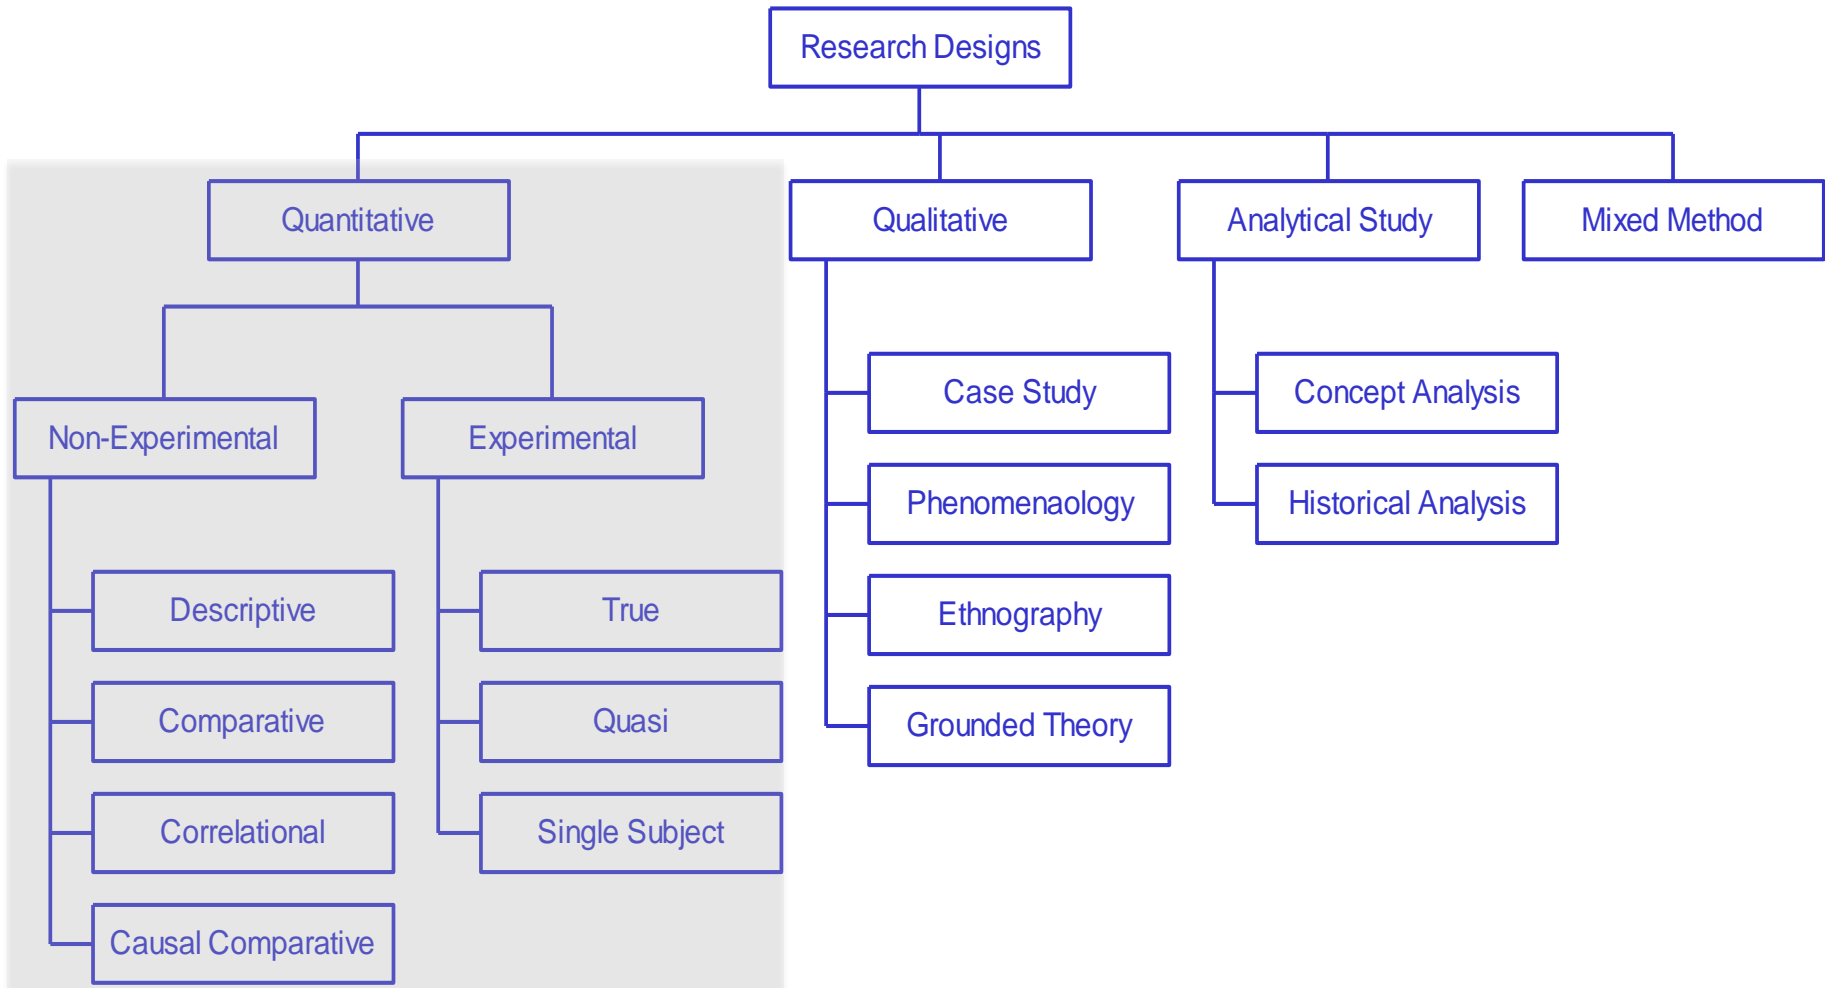 Research Designs
Quantitative
Qualitative
Analytical Study
Mixed Method
Non-Experimental
Experimental
Case Study
Concept Analysis
Phenomenaology
Historical Analysis
Descriptive
True
Ethnography
Comparative
Quasi
Grounded Theory
Correlational
Single Subject
Causal Comparative